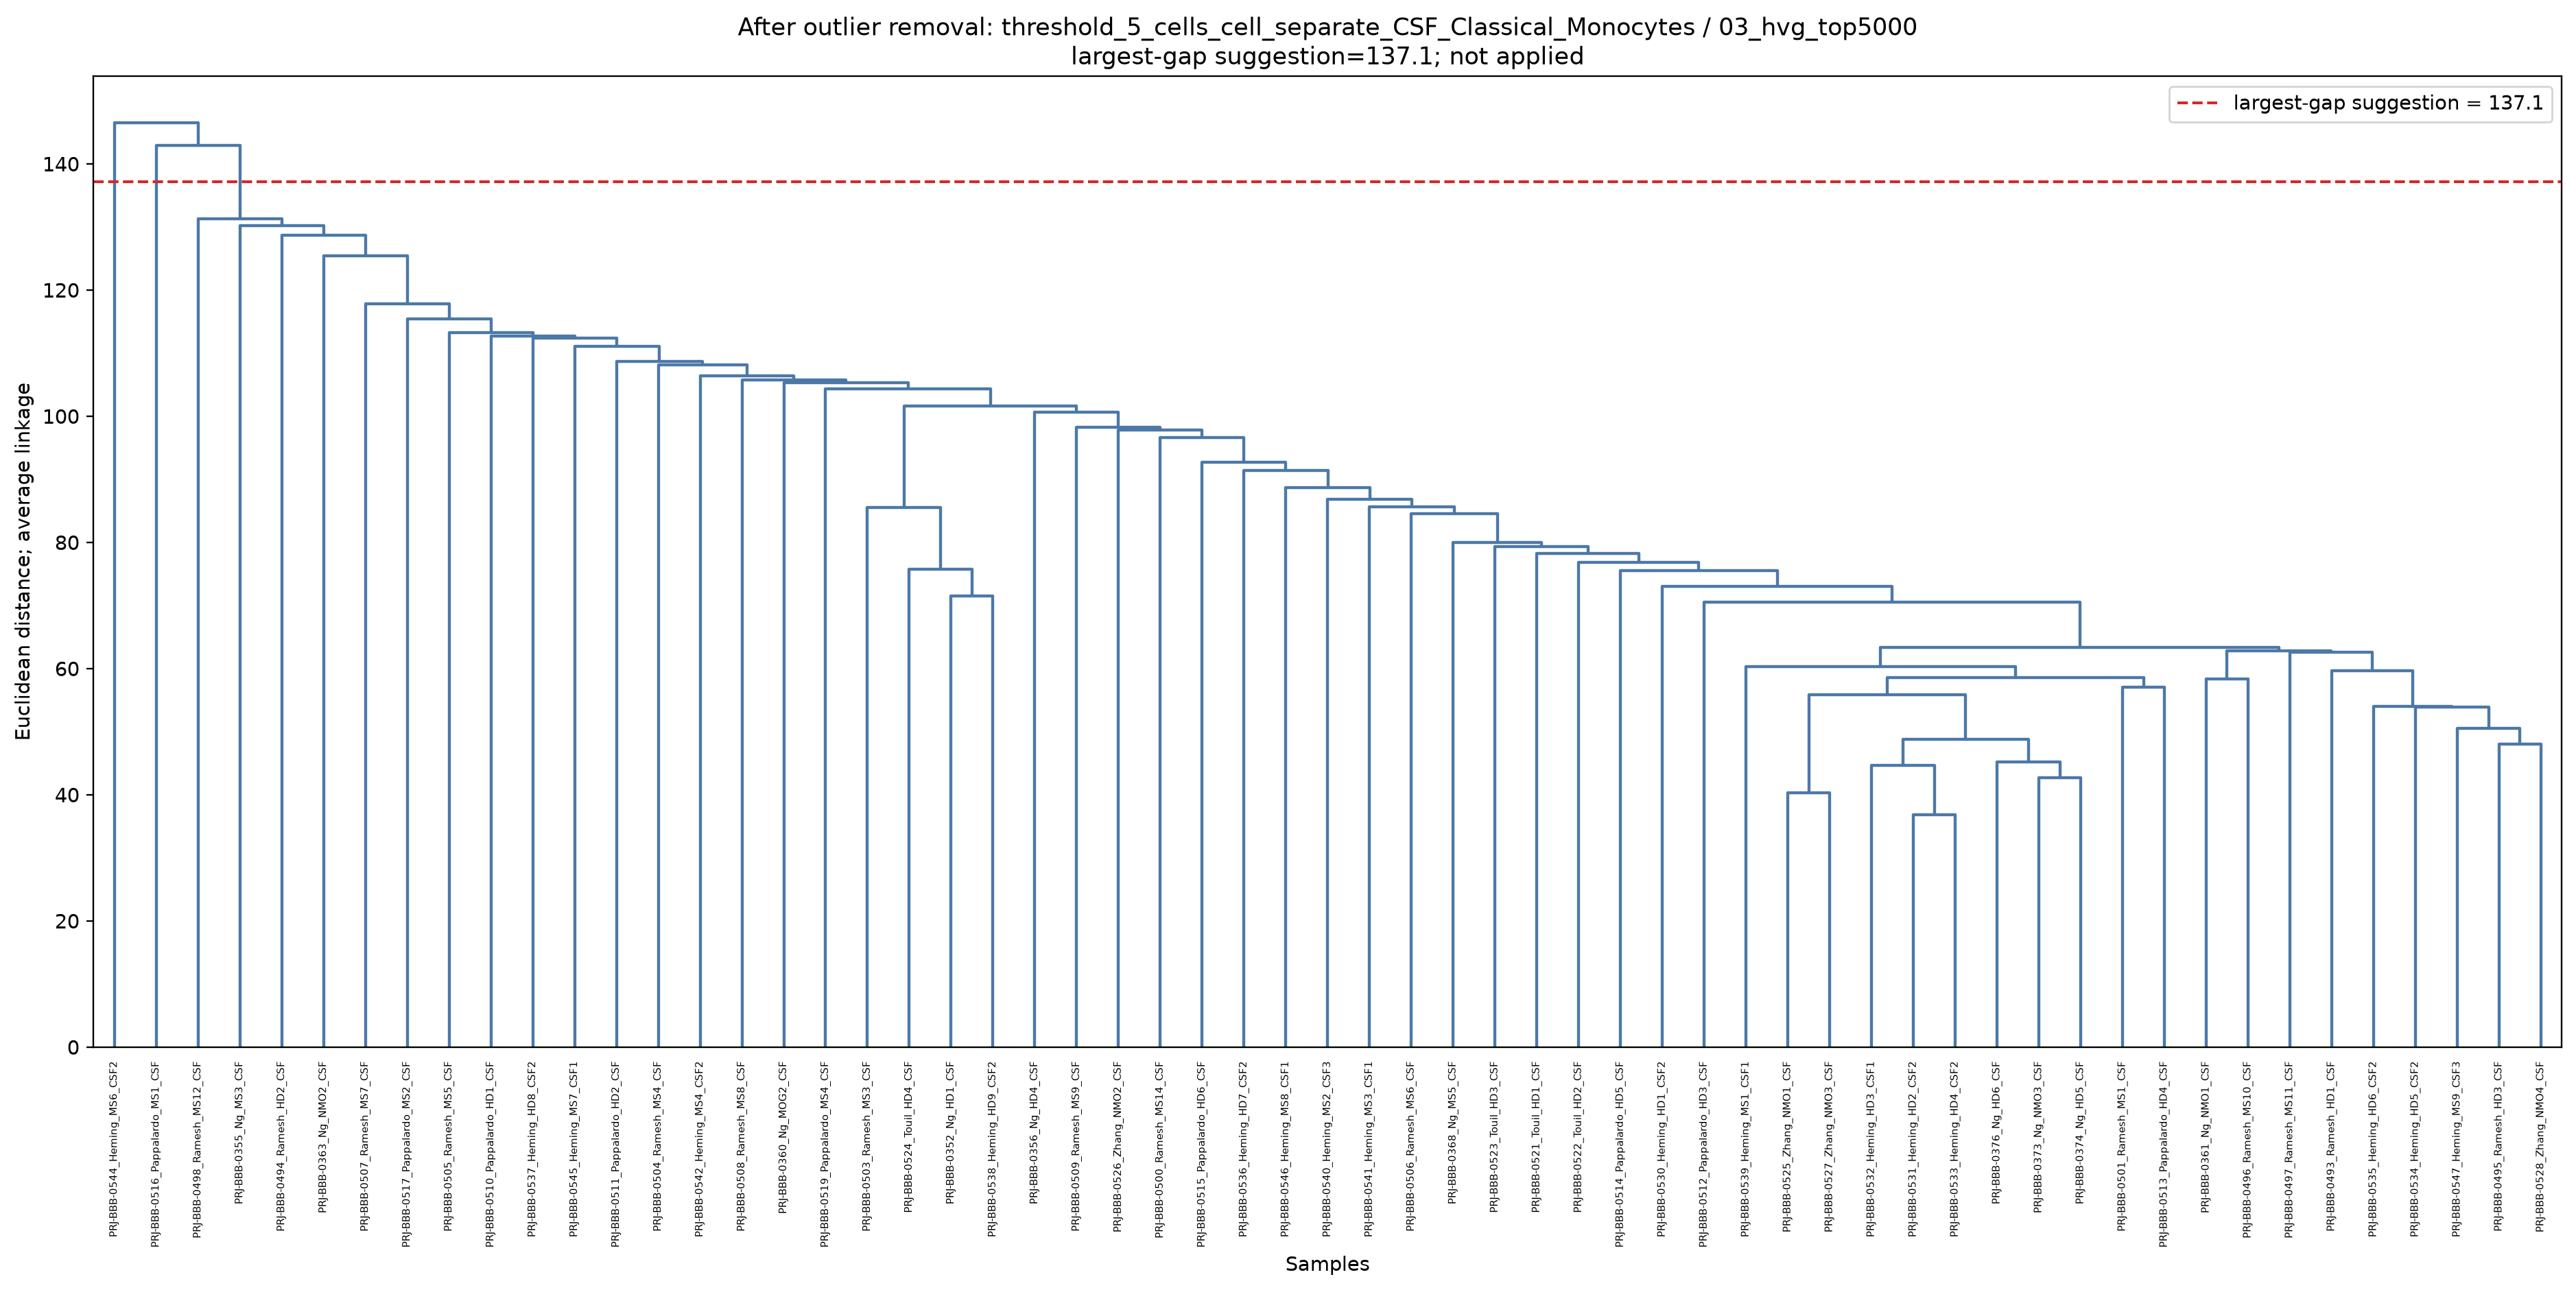 After outlier removal: threshold_5_cells_cell_separate_CSF_Classical_Monocytes / 03_hvg_top5000
largest-gap suggestion=137.1; not applied
largest-gap suggestion = 137.1
Euclidean distance; average linkage
140
120
100
80
60
40
20
0
PRJ-BBB-0544_Heming_MS6_CSF2
PRJ-BBB-0516_Pappalardo_MS1_CSF
PRJ-BBB-0498_Ramesh_MS12_CSF
PRJ-BBB-0355_Ng_MS3_CSF
PRJ-BBB-0494_Ramesh_HD2_CSF
PRJ-BBB-0363_Ng_NMO2_CSF
PRJ-BBB-0507_Ramesh_MS7_CSF
PRJ-BBB-0517_Pappalardo_MS2_CSF
PRJ-BBB-0505_Ramesh_MS5_CSF
PRJ-BBB-0510_Pappalardo_HD1_CSF
PRJ-BBB-0537_Heming_HD8_CSF2
PRJ-BBB-0545_Heming_MS7_CSF1
PRJ-BBB-0511_Pappalardo_HD2_CSF
PRJ-BBB-0504_Ramesh_MS4_CSF
PRJ-BBB-0542_Heming_MS4_CSF2
PRJ-BBB-0508_Ramesh_MS8_CSF
PRJ-BBB-0360_Ng_MOG2_CSF
PRJ-BBB-0519_Pappalardo_MS4_CSF
PRJ-BBB-0503_Ramesh_MS3_CSF
PRJ-BBB-0524_Touil_HD4_CSF
PRJ-BBB-0352_Ng_HD1_CSF
PRJ-BBB-0538_Heming_HD9_CSF2
PRJ-BBB-0356_Ng_HD4_CSF
PRJ-BBB-0509_Ramesh_MS9_CSF
PRJ-BBB-0526_Zhang_NMO2_CSF
PRJ-BBB-0500_Ramesh_MS14_CSF
PRJ-BBB-0515_Pappalardo_HD6_CSF
PRJ-BBB-0536_Heming_HD7_CSF2
PRJ-BBB-0546_Heming_MS8_CSF1
PRJ-BBB-0540_Heming_MS2_CSF3
PRJ-BBB-0541_Heming_MS3_CSF1
PRJ-BBB-0506_Ramesh_MS6_CSF
PRJ-BBB-0368_Ng_MS5_CSF
PRJ-BBB-0523_Touil_HD3_CSF
PRJ-BBB-0521_Touil_HD1_CSF
PRJ-BBB-0522_Touil_HD2_CSF
PRJ-BBB-0514_Pappalardo_HD5_CSF
PRJ-BBB-0530_Heming_HD1_CSF2
PRJ-BBB-0512_Pappalardo_HD3_CSF
PRJ-BBB-0539_Heming_MS1_CSF1
PRJ-BBB-0525_Zhang_NMO1_CSF
PRJ-BBB-0527_Zhang_NMO3_CSF
PRJ-BBB-0532_Heming_HD3_CSF1
PRJ-BBB-0531_Heming_HD2_CSF2
PRJ-BBB-0533_Heming_HD4_CSF2
PRJ-BBB-0376_Ng_HD6_CSF
PRJ-BBB-0373_Ng_NMO3_CSF
PRJ-BBB-0374_Ng_HD5_CSF
PRJ-BBB-0501_Ramesh_MS1_CSF
PRJ-BBB-0513_Pappalardo_HD4_CSF
PRJ-BBB-0361_Ng_NMO1_CSF
PRJ-BBB-0496_Ramesh_MS10_CSF
PRJ-BBB-0497_Ramesh_MS11_CSF
PRJ-BBB-0493_Ramesh_HD1_CSF
PRJ-BBB-0535_Heming_HD6_CSF2
PRJ-BBB-0534_Heming_HD5_CSF2
PRJ-BBB-0547_Heming_MS9_CSF3
PRJ-BBB-0495_Ramesh_HD3_CSF
PRJ-BBB-0528_Zhang_NMO4_CSF
Samples